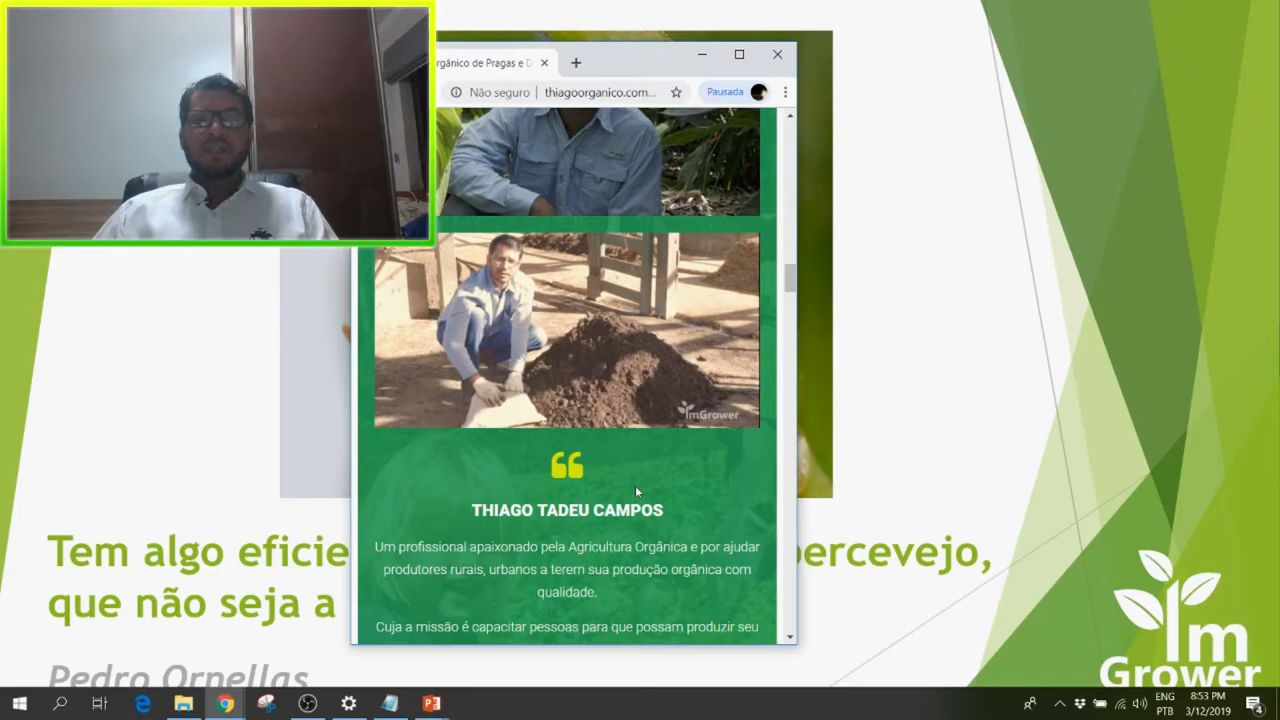 rgânico de Pragas e D
Não seguro | thiagoorganico.com...
Pausada
ImGrower
THIAGO TADEU CAMPOS
Um profissional apaixonado pela Agricultura Orgânica e por ajudar
produtores rurais, urbanos a terem sua produção orgânica com
qualidade.
Cuja a missão é capacitar pessoas para que possam produzir seu
Tem algo eficie percevejo,
que não seja a
Pedro Ornellas
Im
Grower
ENG
PTB
8:53 PM
3/12/2019
4